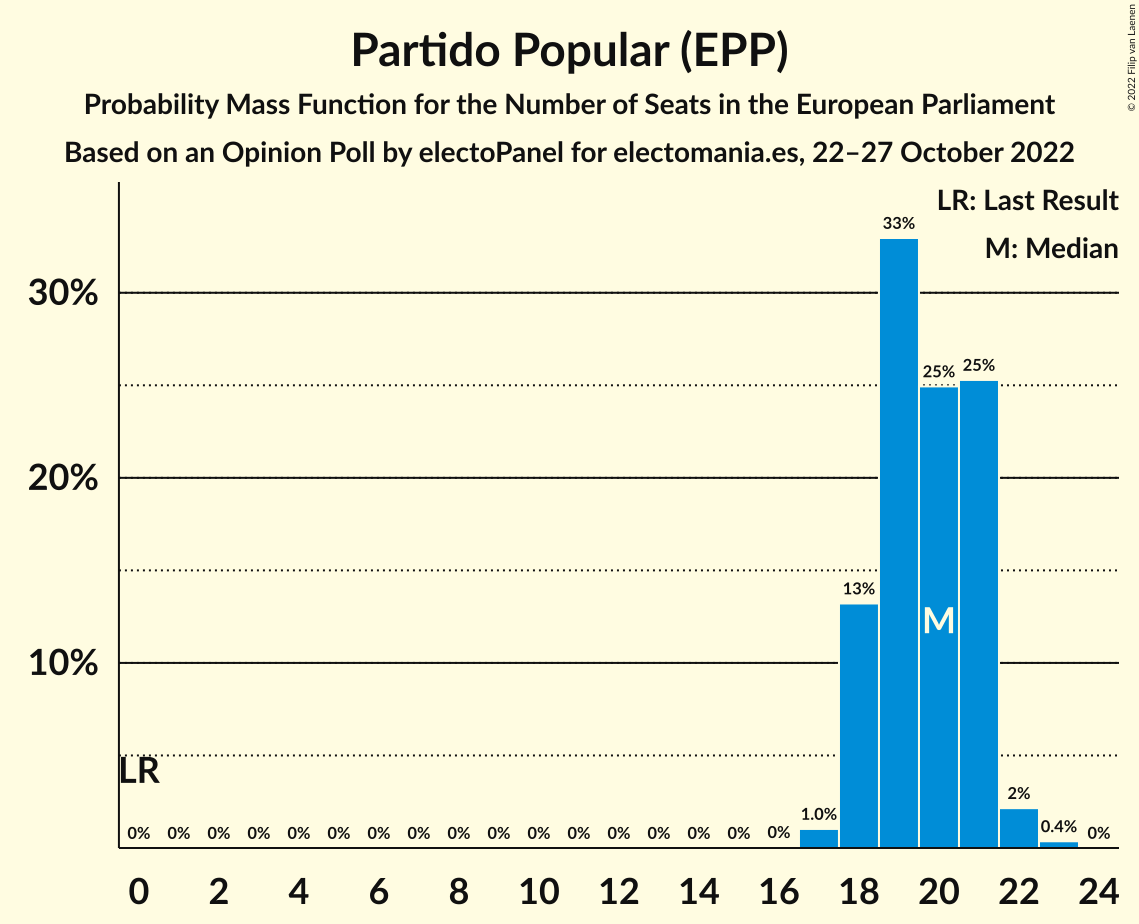 Partido Popular (EPP)
Probability Mass Function for the Number of Seats in the European Parliament
Based on an Opinion Poll by electoPanel for electomania.es, 22–27 October 2022
© 2022 Filip van Laenen
LR: Last Result
M: Median
30%
20%
10%
LR
0% 0% 0% 0% 0% 0% 0% 0% 0% 0% 0% 0% 0% 0% 0% 0% 0% 1.0% 13% 33% 25% 25% 2% 0.4% 0%
M
0 2 4 6 8 10 12 14 16 18 20 22 24